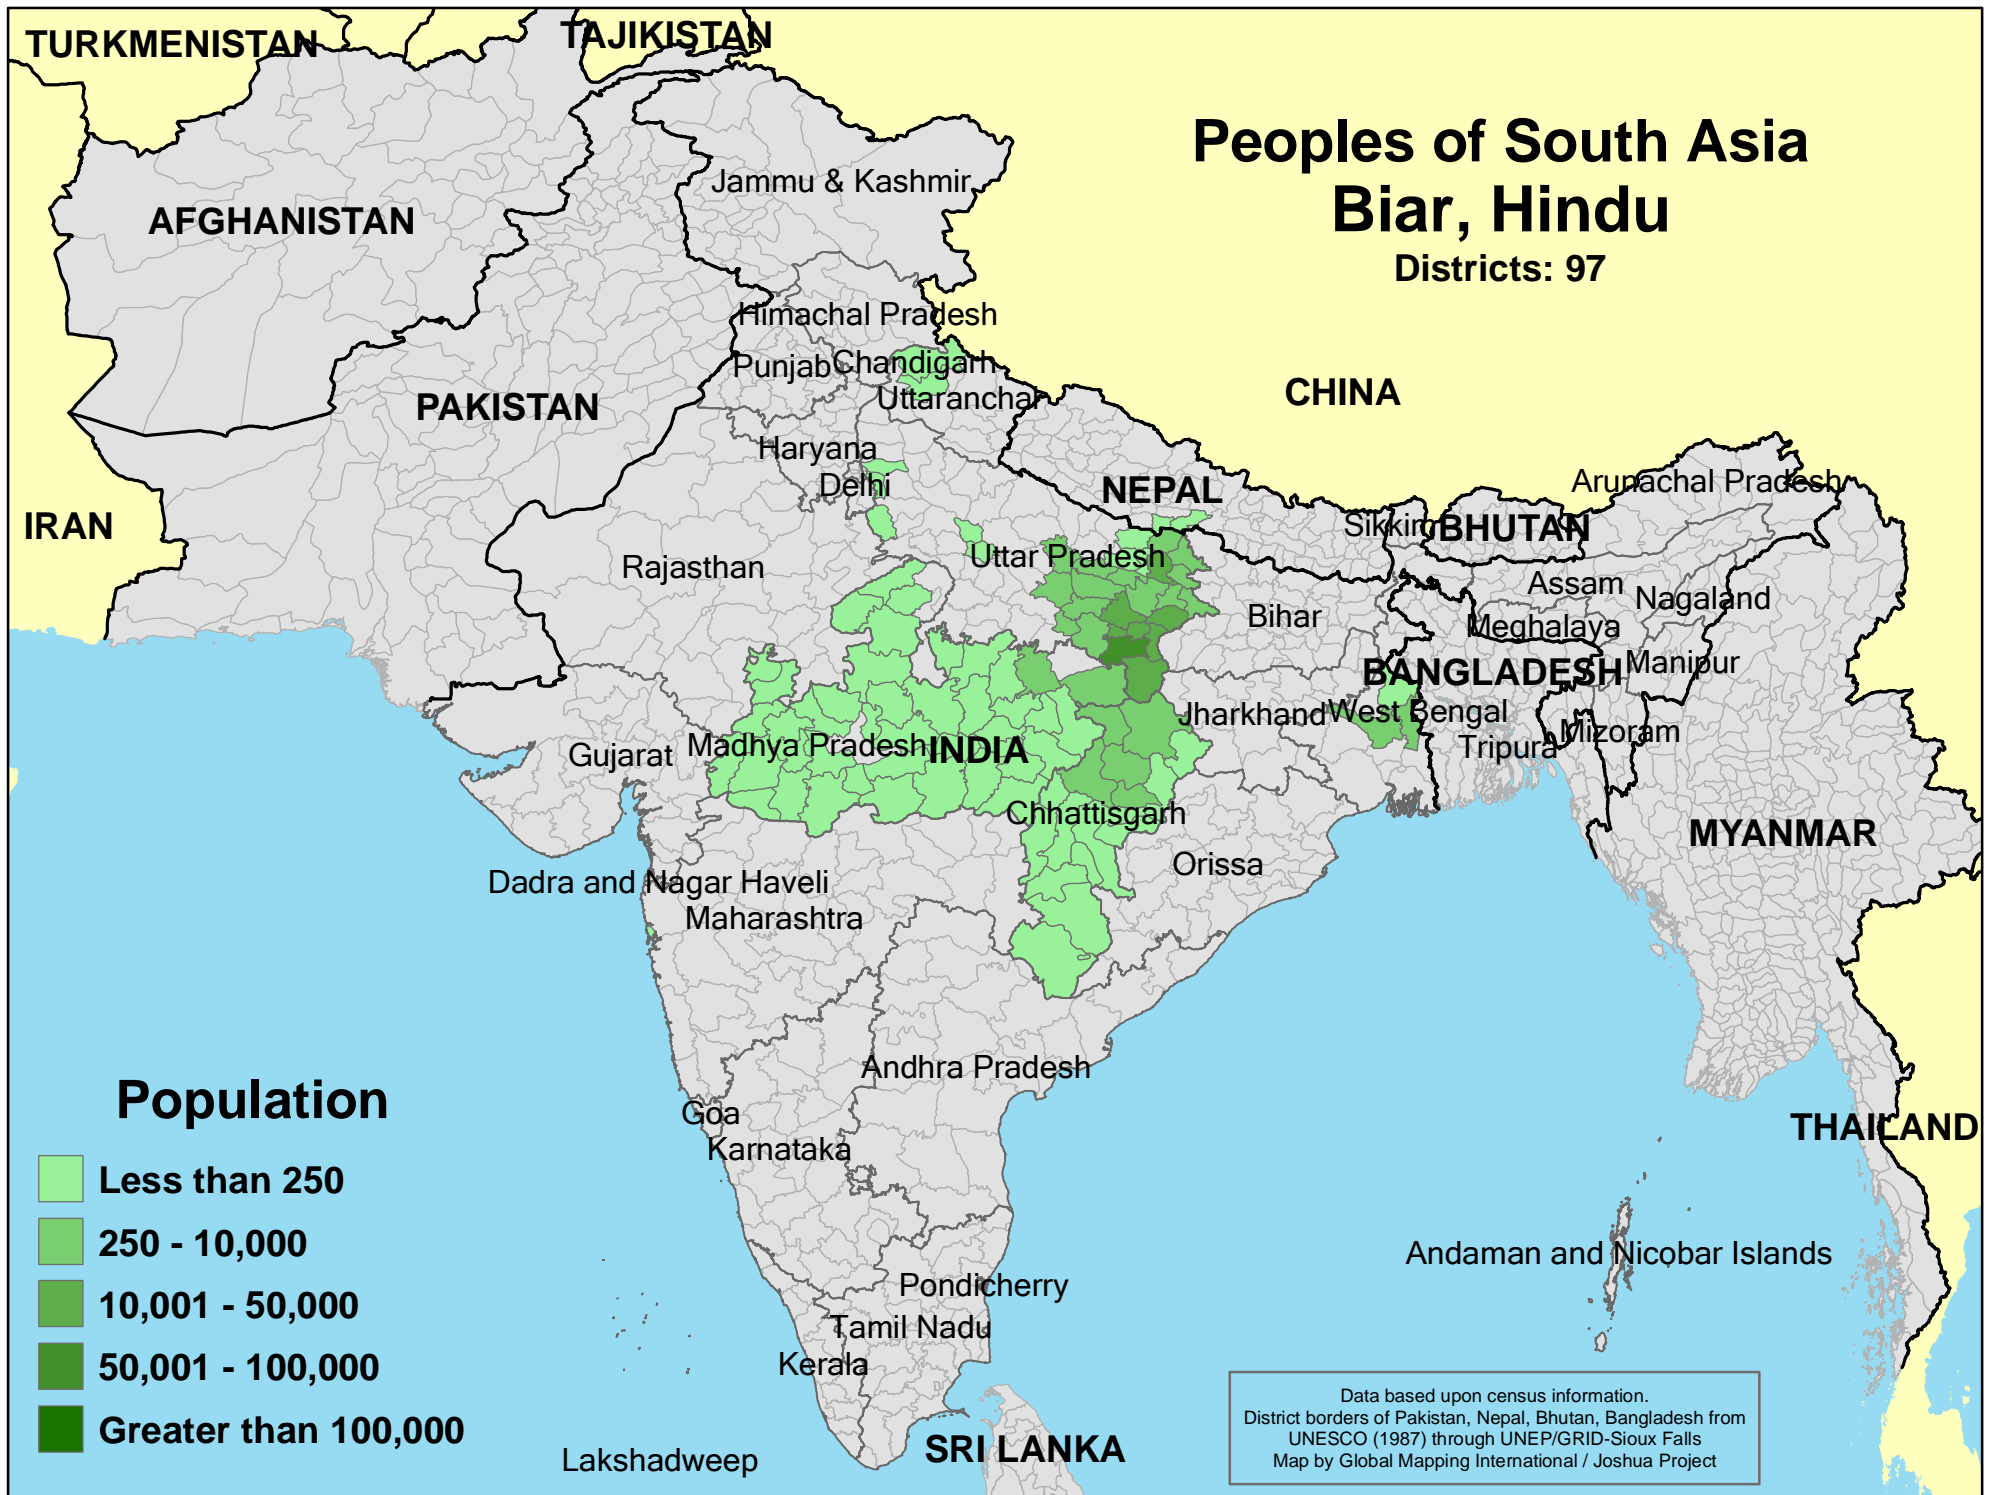 TURKMENISTAN
TAJIKISTAN
Peoples of South Asia
Biar, Hindu
Districts: 97
Jammu & Kashmir
AFGHANISTAN
Himachal Pradesh
Punjab
Chandigarh
Uttaranchal
CHINA
PAKISTAN
Haryana
Delhi
NEPAL
Arunachal Pradesh
IRAN
Sikkim
BHUTAN
Rajasthan
Uttar Pradesh
Assam
Nagaland
Bihar
Meghalaya
BANGLADESH
Manipur
Jharkhand
West Bengal
Gujarat
Madhya Pradesh
INDIA
Tripura
Mizoram
Chhattisgarh
MYANMAR
Orissa
Dadra and Nagar Haveli
Maharashtra
Andhra Pradesh
Goa
Karnataka
THAILAND
Andaman and Nicobar Islands
Pondicherry
Tamil Nadu
Kerala
Lakshadweep
SRI LANKA
Population
Less than 250
250 - 10,000
10,001 - 50,000
50,001 - 100,000
Greater than 100,000
Data based upon census information.
District borders of Pakistan, Nepal, Bhutan, Bangladesh from
UNESCO (1987) through UNEP/GRID-Sioux Falls
Map by Global Mapping International / Joshua Project